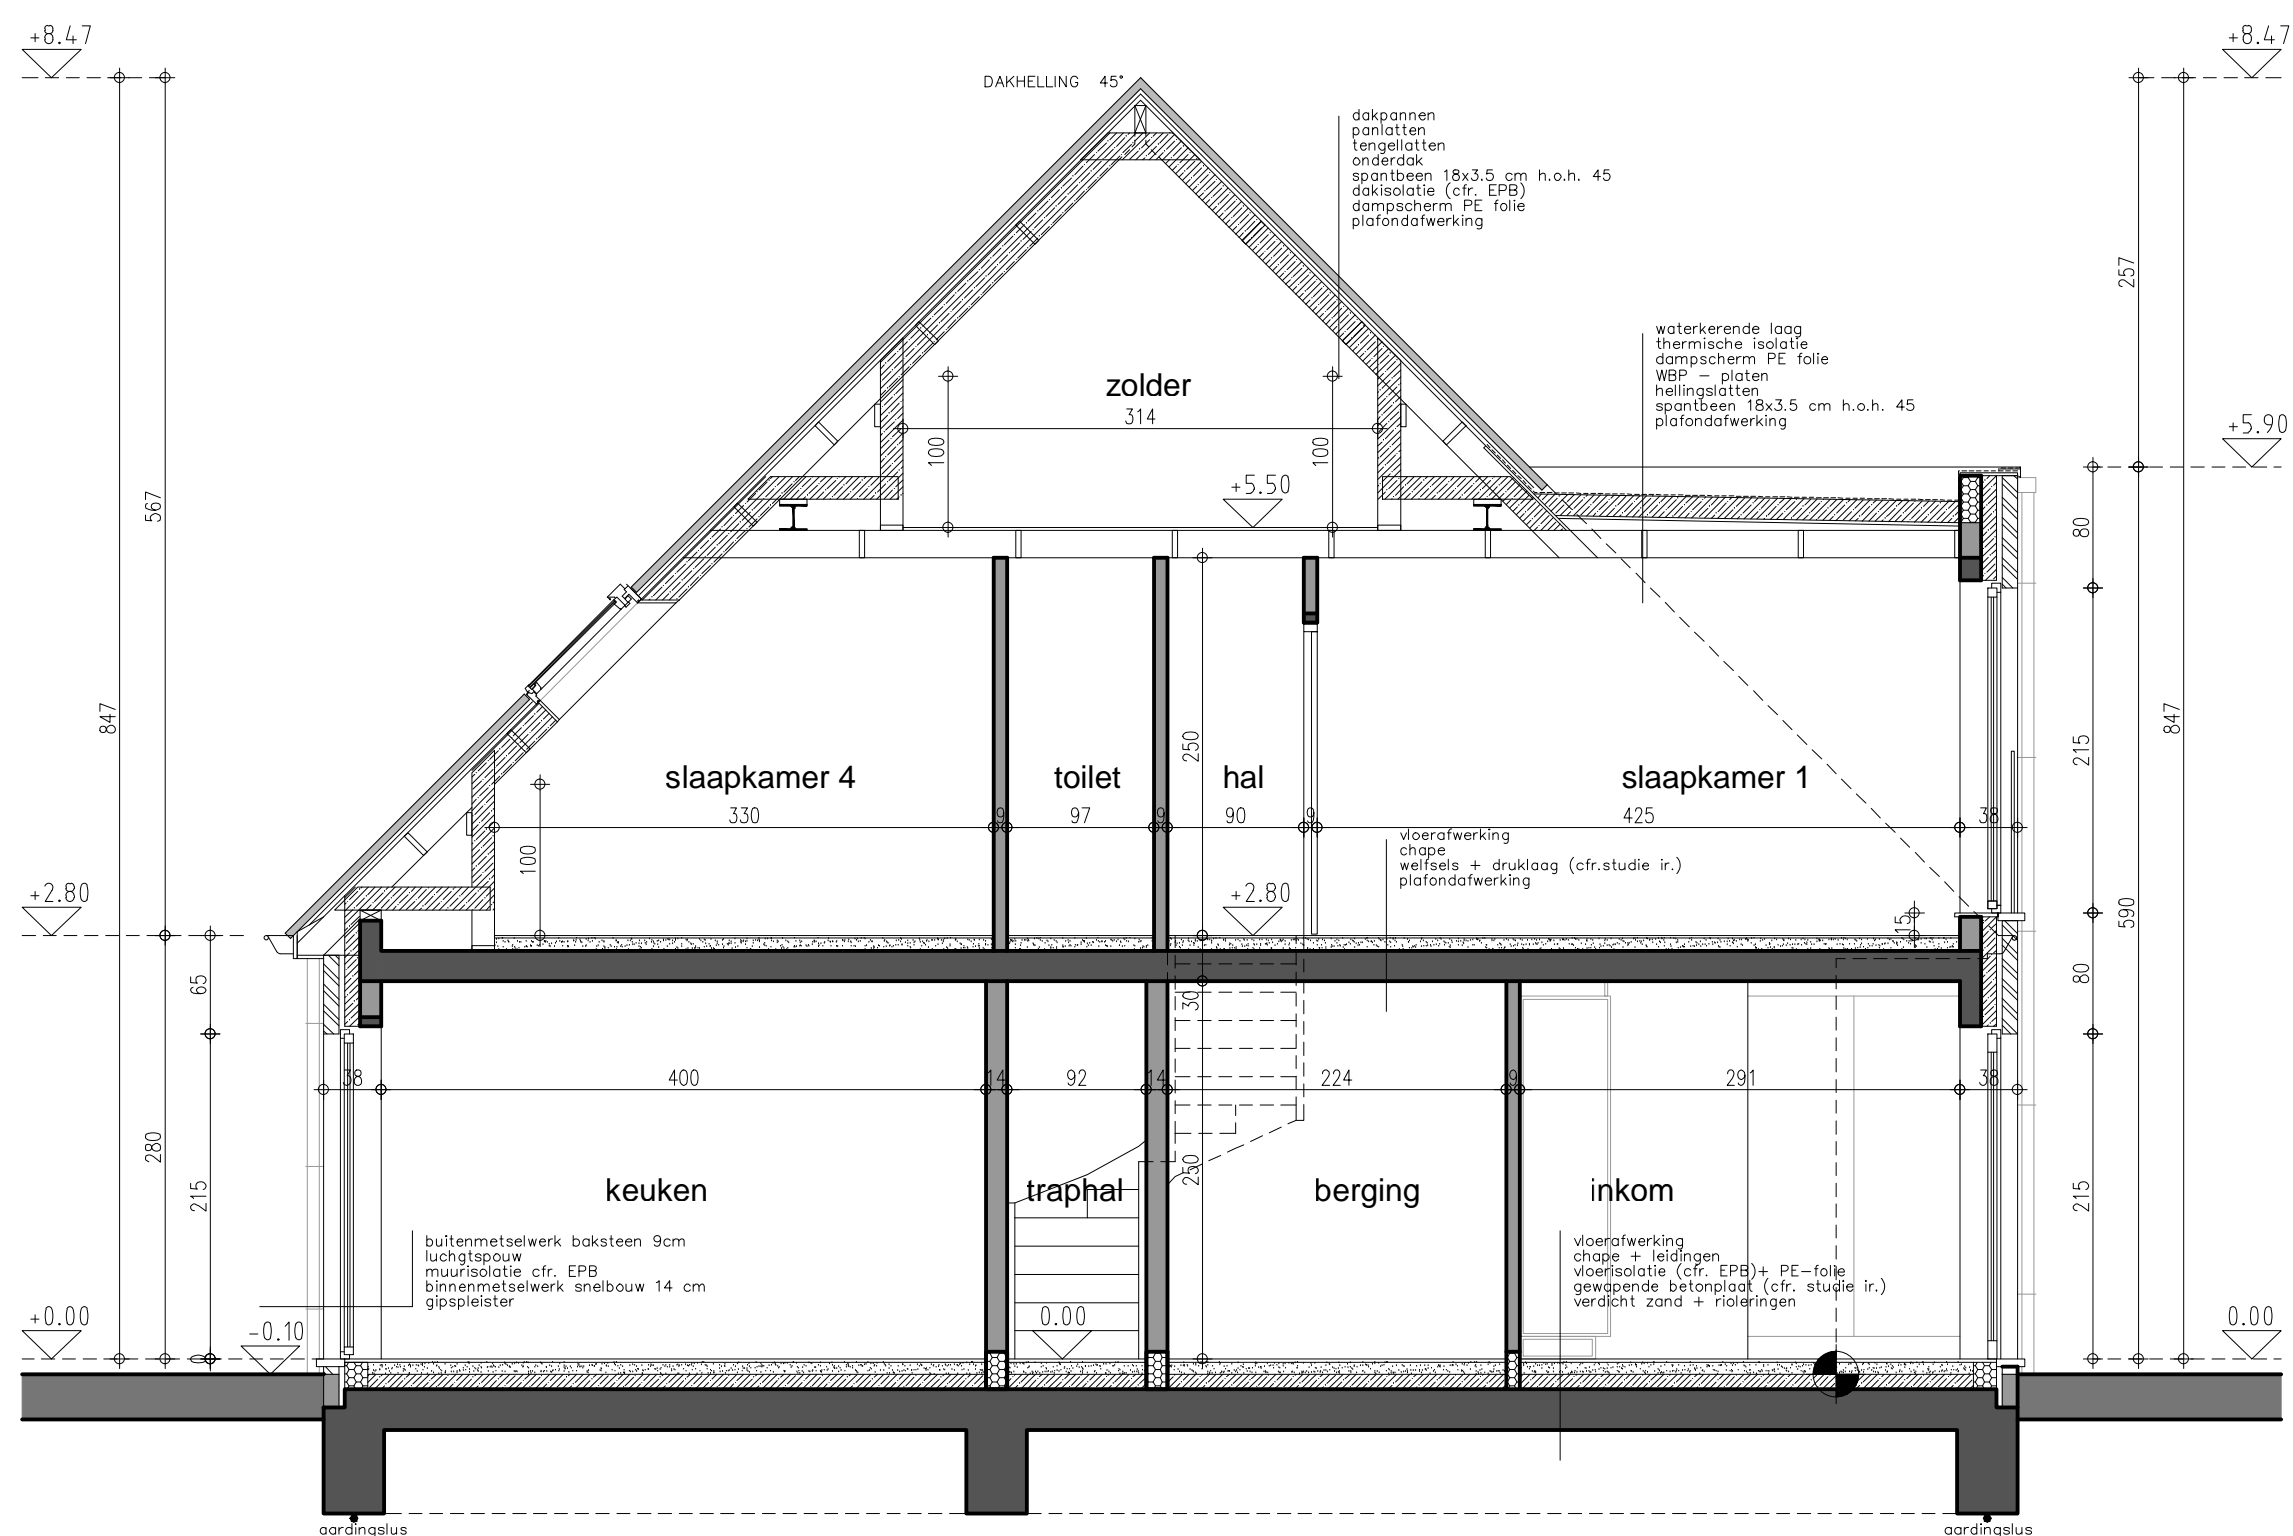 +8.47
+8.47
DAKHELLING 45°
dakpannen
panlatten
tengellatten
onderdak
spantbeen 18x3.5 cm h.o.h. 45
dakisolatie (cfr. EPB)
dampscherm PE folie
plafondafwerking
257
waterkerende laag
thermische isolatie
dampscherm PE folie
WBP – platen
hellingslatten
spantbeen 18x3.5 cm h.o.h. 45
plafondafwerking
zolder
314
100
100
+5.90
+5.50
567
80
847
847
250
215
slaapkamer 4
toilet
hal
slaapkamer 1
330
9
97
9
90
9
425
38
vloerafwerking
chape
welfsels + druklaag (cfr.studie ir.)
plafondafwerking
100
+2.80
+2.80
15
590
65
30
80
38
400
14
92
14
224
9
291
38
280
215
250
215
keuken
traphal
berging
inkom
buitenmetselwerk baksteen 9cm
luchgtspouw
muurisolatie cfr. EPB
binnenmetselwerk snelbouw 14 cm
gipspleister
vloerafwerking
chape + leidingen
vloerisolatie (cfr. EPB)+ PE–folie
gewapende betonplaat (cfr. studie ir.)
verdicht zand + rioleringen
+0.00
–0.10
0.00
0.00
0
aardingslus
aardingslus